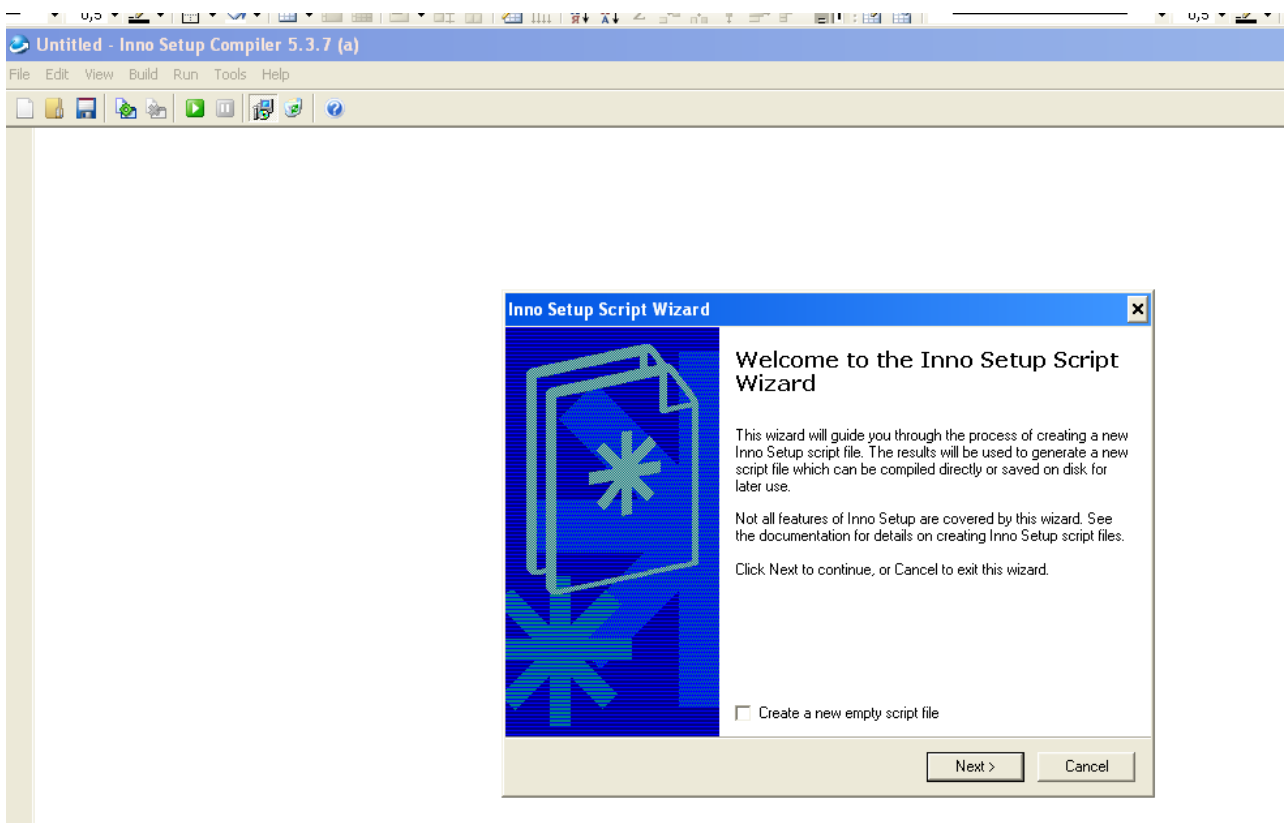 0,5
0,5
Untitled - Inno Setup Compiler 5.3.7 (a)
File Edit View Build Run Tools Help
Inno Setup Script Wizard
Welcome to the Inno Setup Script
Wizard
This wizard will guide you through the process of creating a new
Inno Setup script file. The results will be used to generate a new
script file which can be compiled directly or saved on disk for
later use.
Not all features of Inno Setup are covered by this wizard. See
the documentation for details on creating Inno Setup script files.
Click Next to continue, or Cancel to exit this wizard.
Create a new empty script file
Next >
Cancel